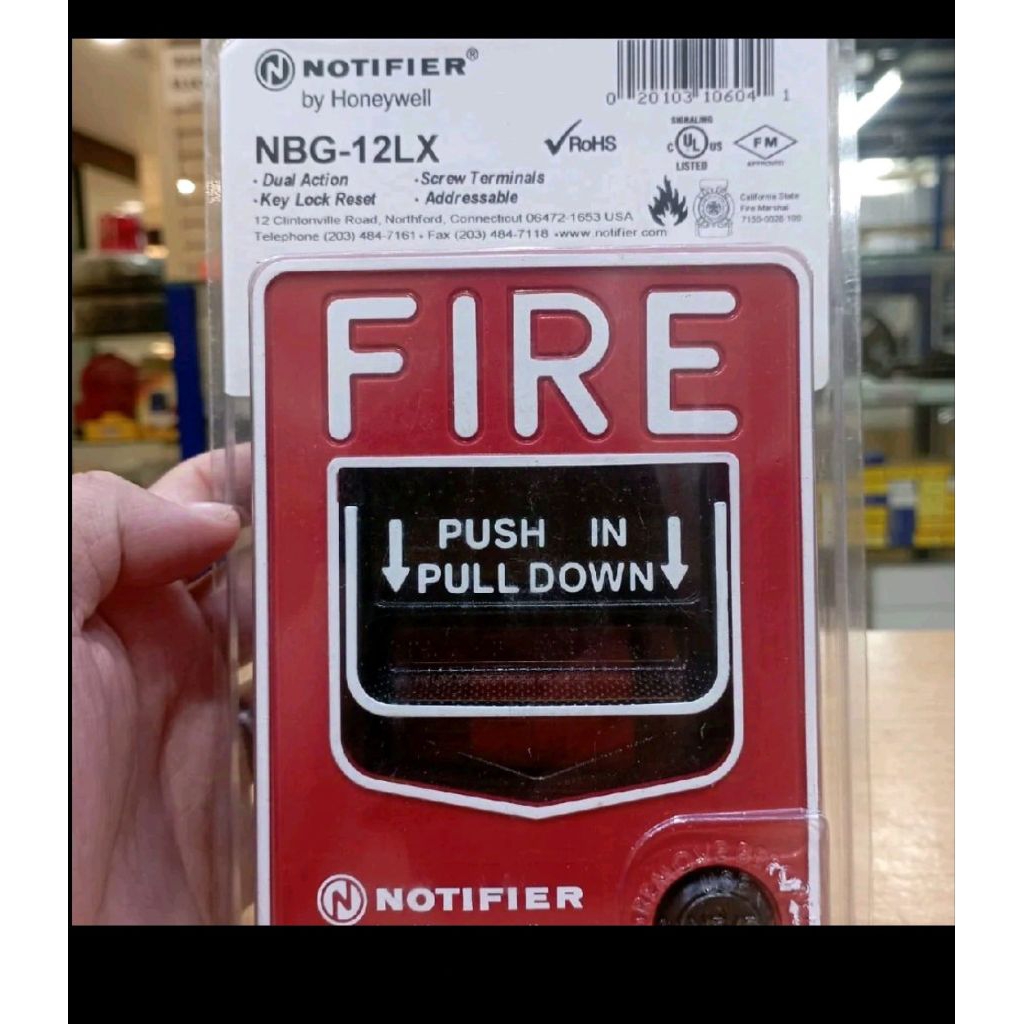 NOTIFIER®
by Honeywell
0 20103 10604 1
NBG-12LX
RoHS
SIGNALING
C UL US
LISTED
FM
APPROVED
· Dual Action
· Screw Terminals
· Key Lock Reset
· Addressable
California State
Fire Marshal
12 Clintonville Road, Northford, Connecticut 06472-1653 USA
Telephone (203) 484-7161 • Fax (203) 484-7118 •www.notifier.com
FIRE
PUSH IN
PULL DOWN
N NOTIFIER